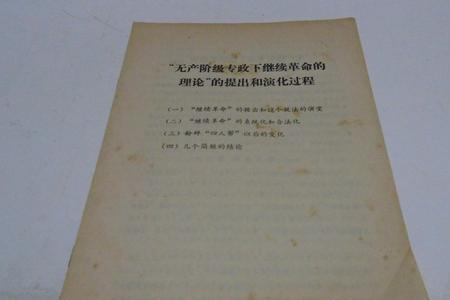 “无产阶级专政下继续革命的
理论”的提出和演化过程
（一）“继续革命”的提出和这个提法的演变
（二）“继续革命”的系统化和合法化
（三）粉碎“四人帮”以后的变化
（四）几个简短的结论